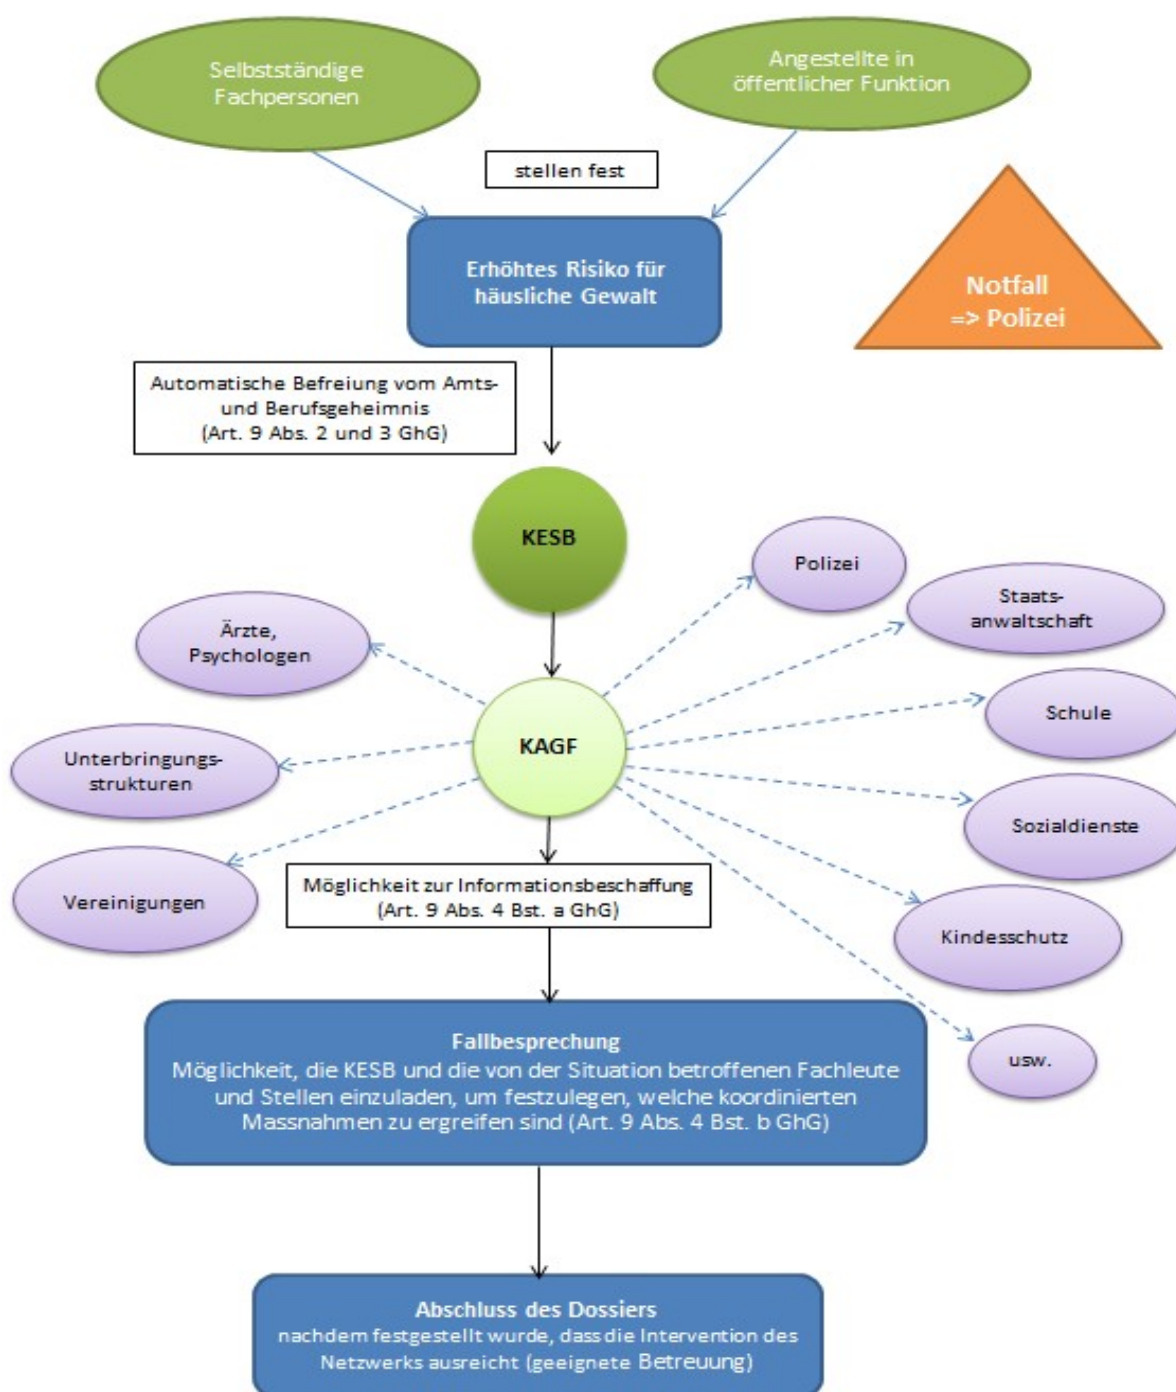 Selbstständige
Fachpersonen
Angestellte in
öffentlicher Funktion
stellen fest
Erhöhtes Risiko für
häusliche Gewalt
Notfall
=> Polizei
Automatische Befreiung vom Amts-
und Berufsgeheimnis
(Art. 9 Abs. 2 und 3 GhG)
KESB
Polizei
Staats-
anwaltschaft
Ärzte,
Psychologen
Schule
KAGF
Unterbringungs-
strukturen
Sozialdienste
Vereinigungen
Möglichkeit zur Informationsbeschaffung
(Art. 9 Abs. 4 Bst. a GhG)
Kindesschutz
usw.
Fallbesprechung
Möglichkeit, die KESB und die von der Situation betroffenen Fachleute
und Stellen einzuladen, um festzulegen, welche koordinierten
Massnahmen zu ergreifen sind (Art. 9 Abs. 4 Bst. b GhG)
Abschluss des Dossiers
nachdem festgestellt wurde, dass die Intervention des
Netzwerks ausreicht (geeignete Betreuung)